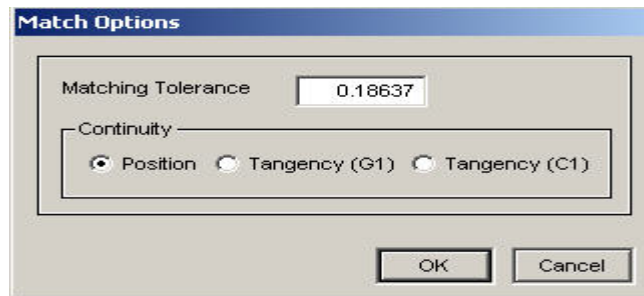 Match Options
Matching Tolerance 0.18637
Continuity
Position Tangency (G1) Tangency (C1)
OK Cancel